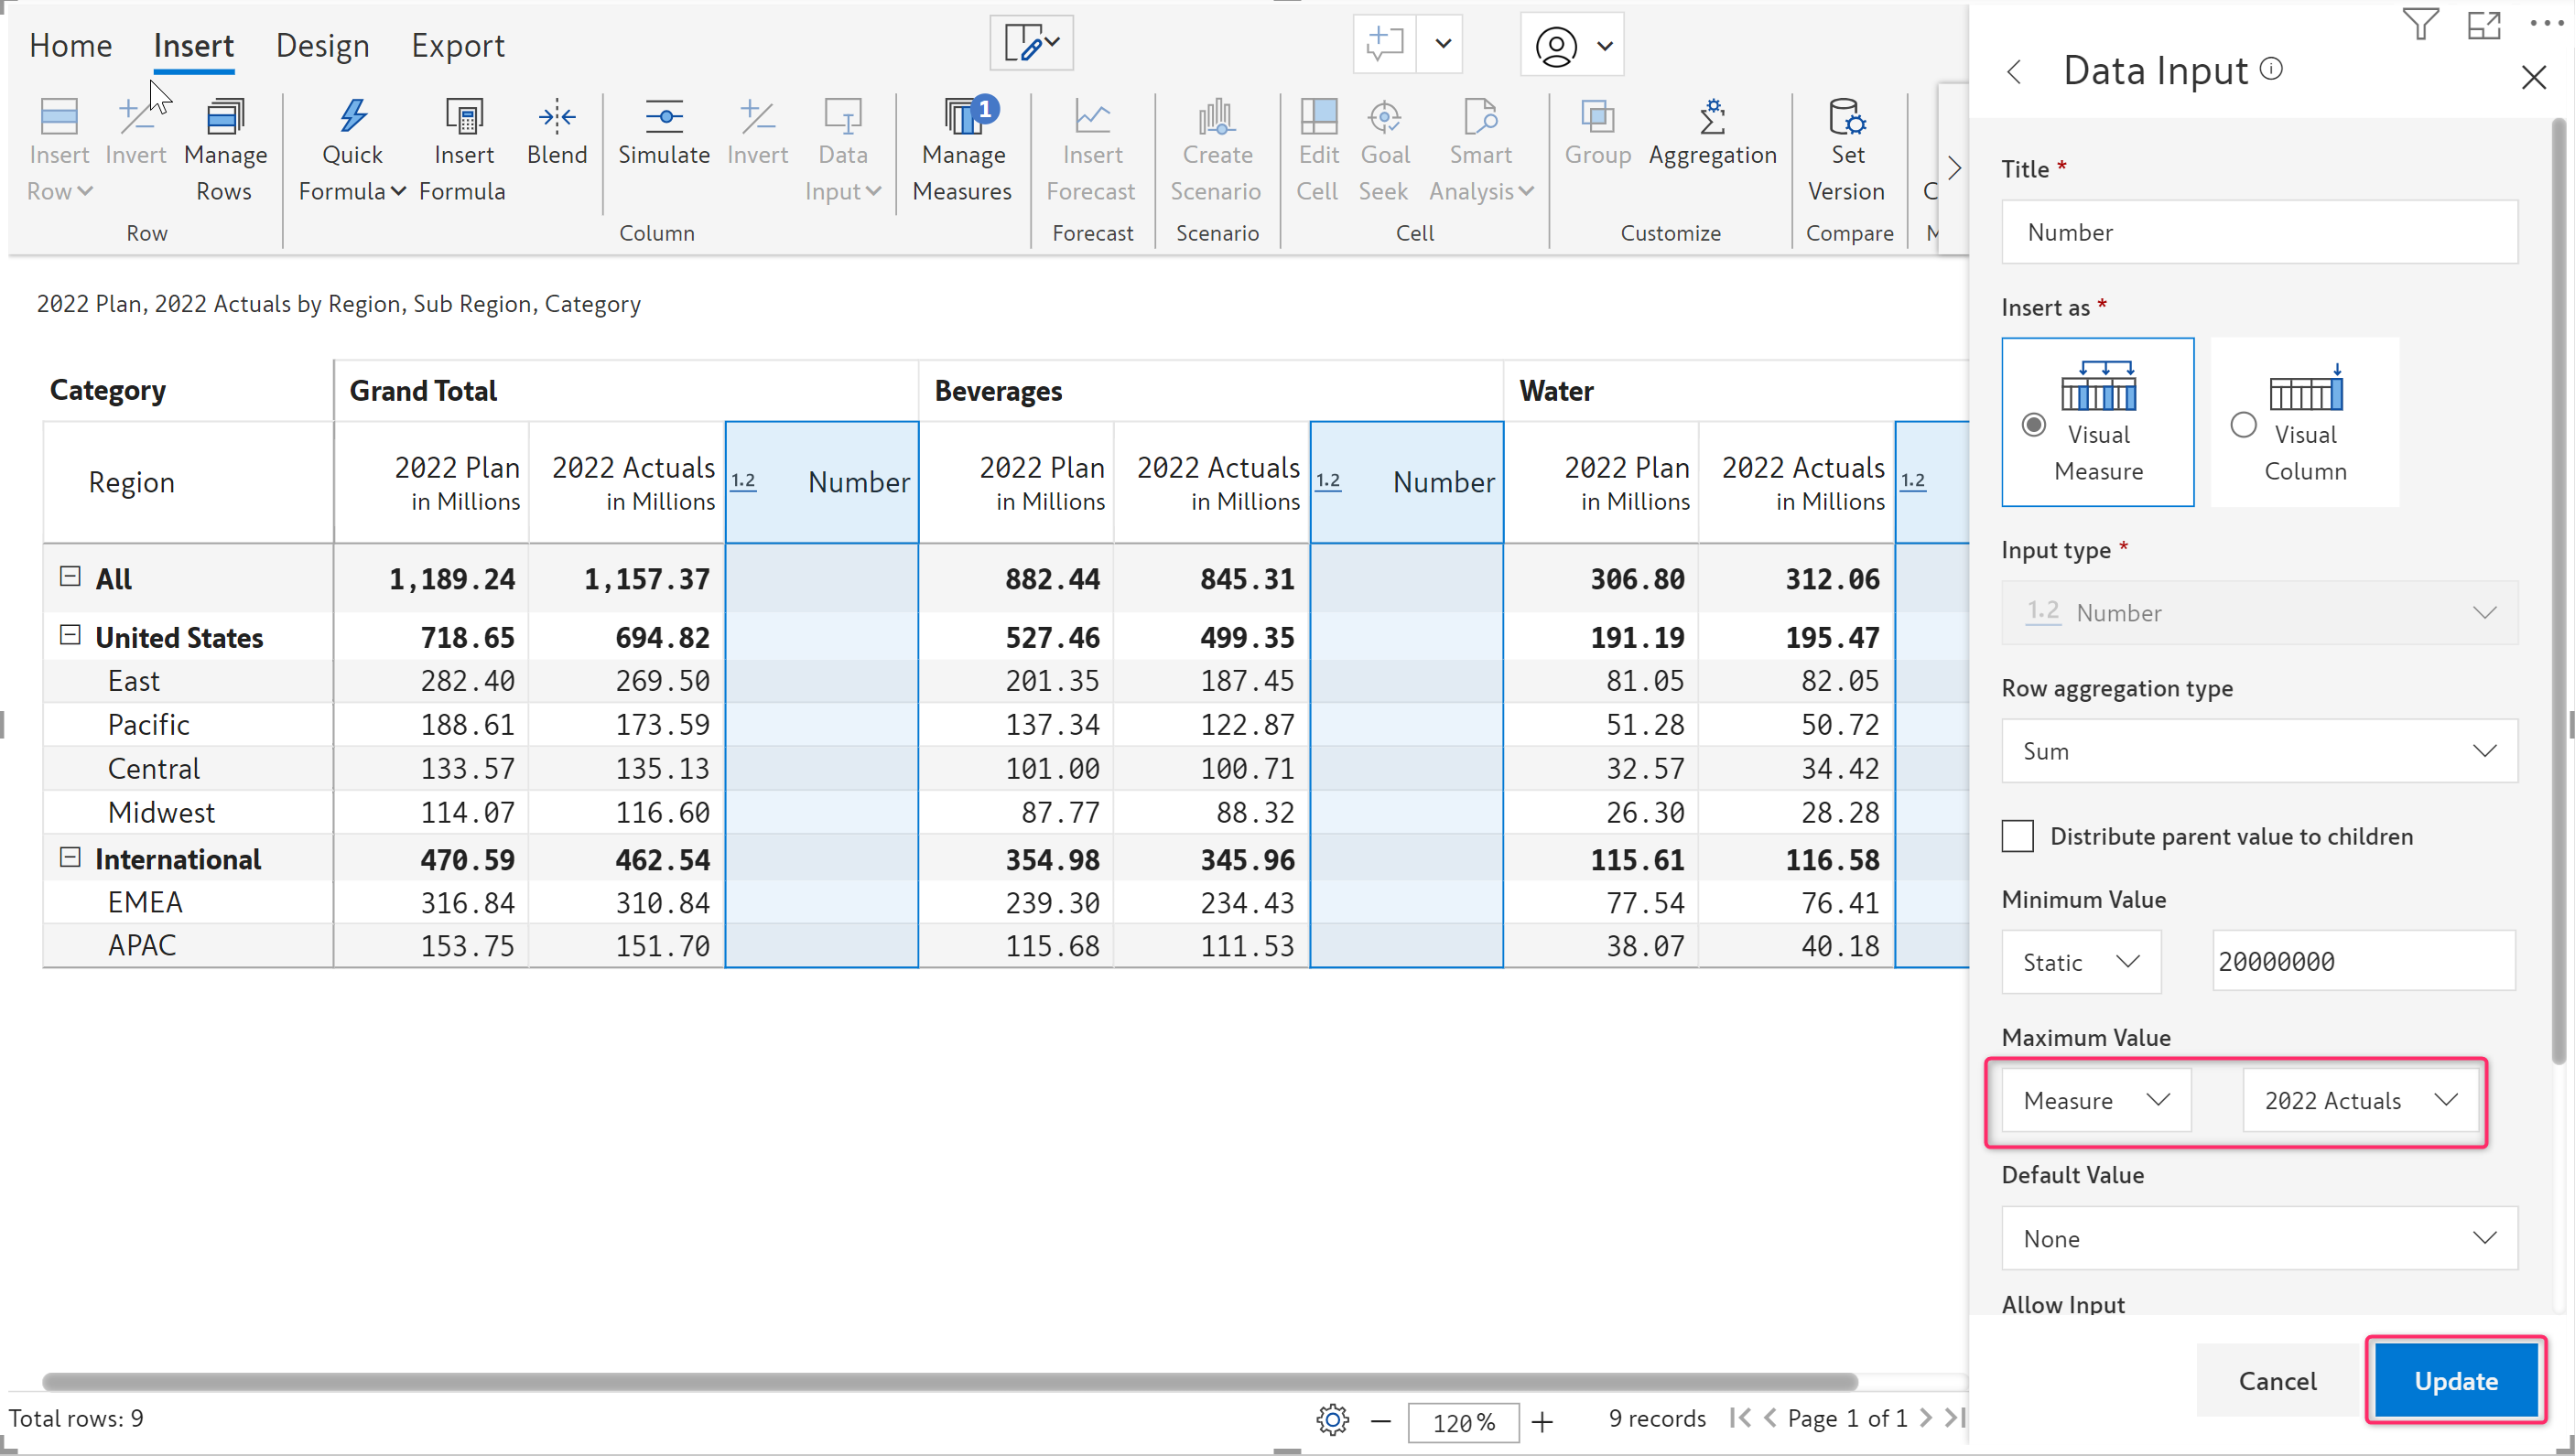 Home Insert Design Export
Insert Row
Invert
Manage Rows
Row
Quick Formula
Insert Formula
Blend
Simulate
Invert
Data Input
Column
1
Manage Measures
Insert Forecast
Forecast
Create Scenario
Scenario
Edit Cell
Goal Seek
Smart Analysis
Cell
Group
Aggregation
Customize
Set Version
Compare
2022 Plan, 2022 Actuals by Region, Sub Region, Category
Category Grand Total Beverages Water
Region 2022 Plan in Millions 2022 Actuals in Millions 1.2 Number 2022 Plan in Millions 2022 Actuals in Millions 1.2 Number 2022 Plan in Millions 2022 Actuals in Millions 1.2
All 1,189.24 1,157.37 882.44 845.31 306.80 312.06
United States 718.65 694.82 527.46 499.35 191.19 195.47
East 282.40 269.50 201.35 187.45 81.05 82.05
Pacific 188.61 173.59 137.34 122.87 51.28 50.72
Central 133.57 135.13 101.00 100.71 32.57 34.42
Midwest 114.07 116.60 87.77 88.32 26.30 28.28
International 470.59 462.54 354.98 345.96 115.61 116.58
EMEA 316.84 310.84 239.30 234.43 77.54 76.41
APAC 153.75 151.70 115.68 111.53 38.07 40.18
Total rows: 9
120%
9 records
Page 1 of 1
Data Input
Title *
Number
Insert as *
Visual Measure
Visual Column
Input type *
1.2 Number
Row aggregation type
Sum
Distribute parent value to children
Minimum Value
Static 20000000
Maximum Value
Measure 2022 Actuals
Default Value
None
Allow Input
Cancel Update